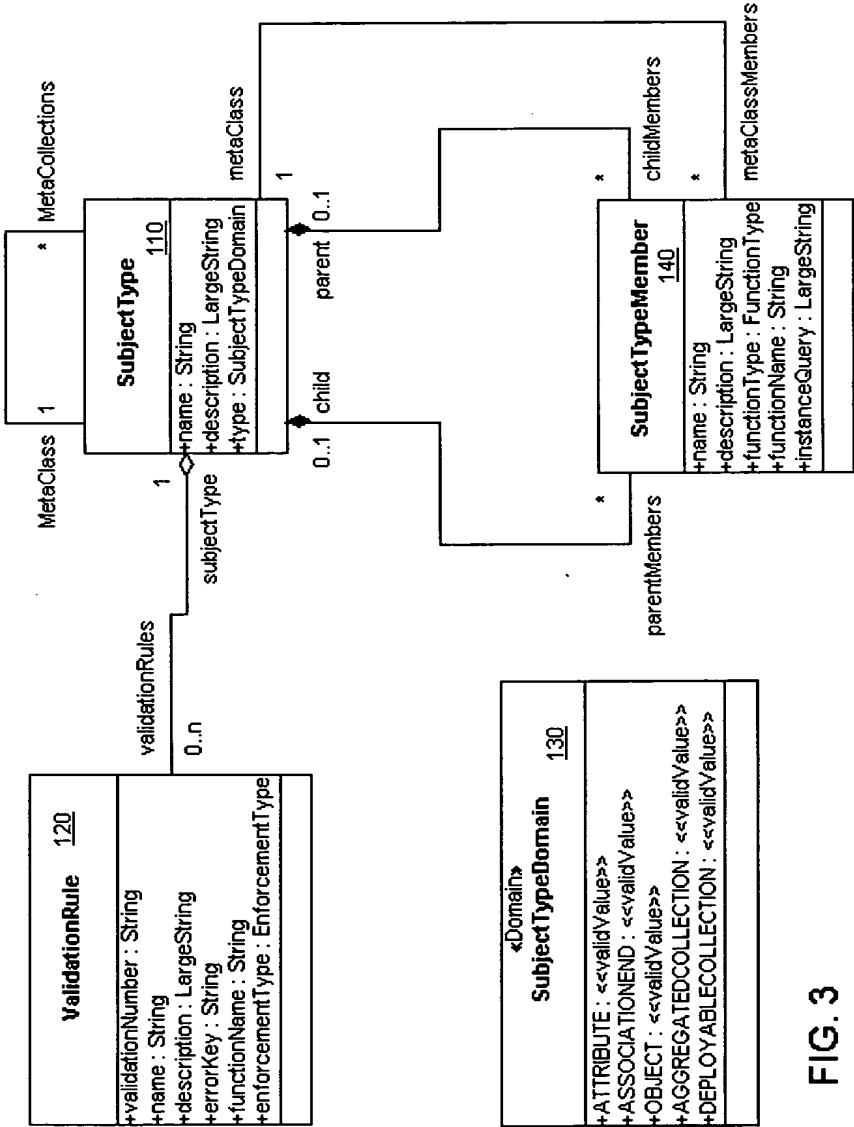 ValidationRule
120
+validationNumber : String
+name : String
+description : LargeString
+errorKey : String
+functionName : String
+enforcementType : EnforcementType
validationRules
0..n
subjectType
1
MetaClass
1
*
MetaCollections
SubjectType
110
+name : String
+description : LargeString
+type : SubjectTypeDomain
0..1
child
parent
0..1
1
metaClass
«Domain»
SubjectTypeDomain
130
+ATTRIBUTE : <<validValue>>
+ASSOCIATIONEND : <<validValue>>
+OBJECT : <<validValue>>
+AGGREGATEDCOLLECTION : <<validValue>>
+DEPLOYABLECOLLECTION : <<validValue>>
parentMembers
*
SubjectTypeMember
140
+name : String
+description : LargeString
+functionType : FunctionType
+functionName : String
+instanceQuery : LargeString
*
childMembers
*
metaClassMembers
FIG. 3